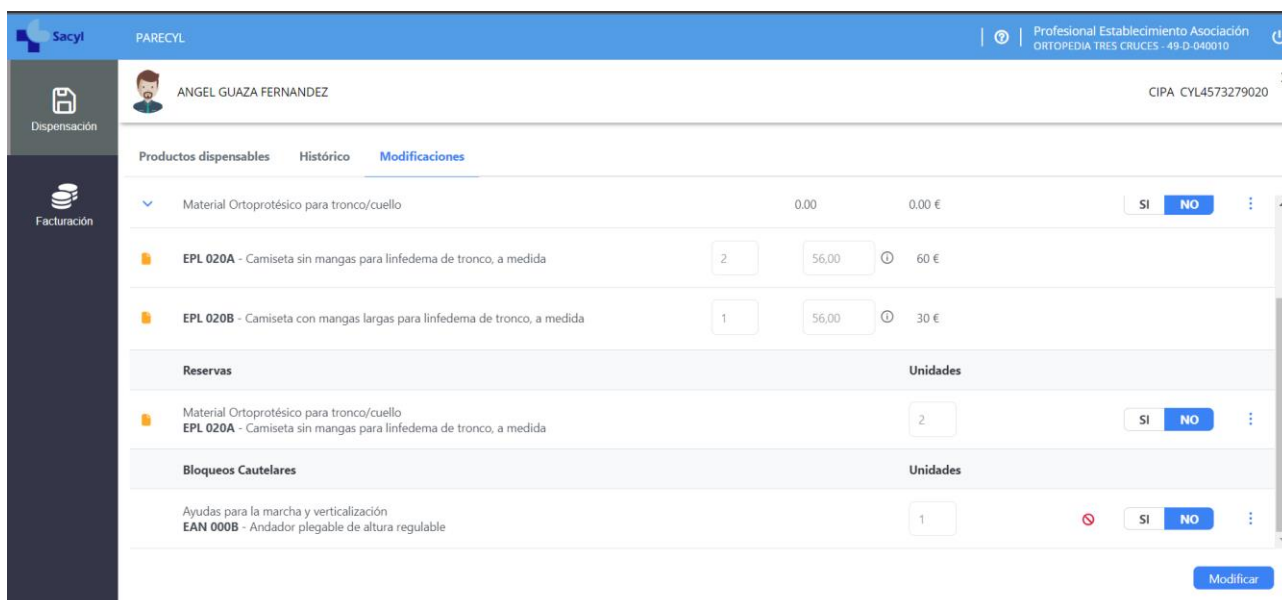 Sacyl
PARECYL
Profesional Establecimiento Asociación
ORTOPEDIA TRES CRUCES - 49-D-040010
Dispensación
Facturación
ANGEL GUAZA FERNANDEZ
CIPA CYL4573279020
Productos dispensables Histórico Modificaciones
Material Ortoprotésico para tronco/cuello 0.00 0.00 € SI NO
EPL 020A - Camiseta sin mangas para linfedema de tronco, a medida 2 56,00 60 €
EPL 020B - Camiseta con mangas largas para linfedema de tronco, a medida 1 56,00 30 €
Reservas Unidades
Material Ortoprotésico para tronco/cuello
EPL 020A - Camiseta sin mangas para linfedema de tronco, a medida 2 SI NO
Bloqueos Cautelares Unidades
Ayudas para la marcha y verticalización
EAN 000B - Andador plegable de altura regulable 1 SI NO
Modificar